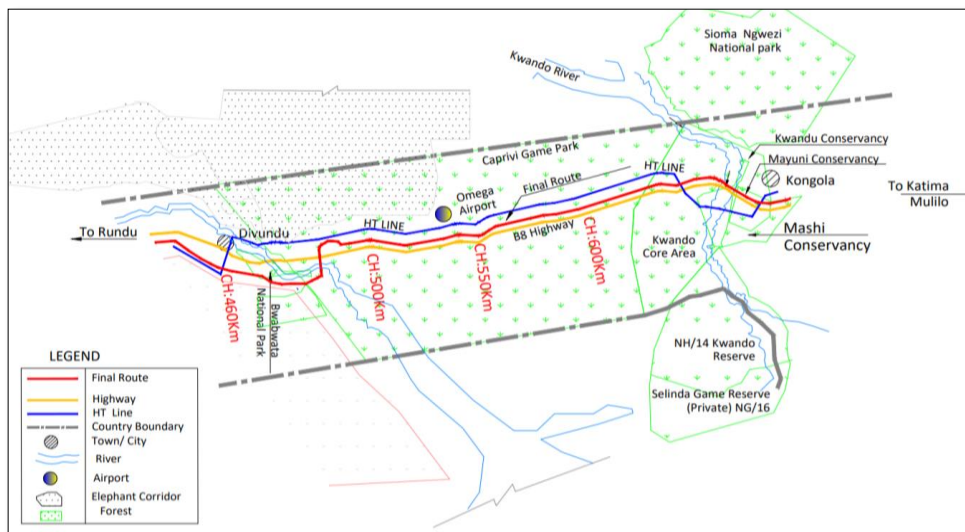 Sioma Ngwezi
National park
Kwando River
Kwandu Conservancy
Caprivi Game Park
Mayuni Conservancy
HT LINE
Kongola
Final Route
Omega
Airport
To Katima
Mulilo
To Rundu
Divundu
HT LINE
B8 Highway
Mashi
Conservancy
Kwando
Core Area
CH:460Km
Bwabwata
National Park
CH:500Km
CH:550Km
CH:600Km
NH/14 Kwando
Reserve
Selinda Game Reserve
(Private) NG/16
LEGEND
Final Route
Highway
HT Line
Country Boundary
Town/ City
River
Airport
Elephant Corridor
Forest